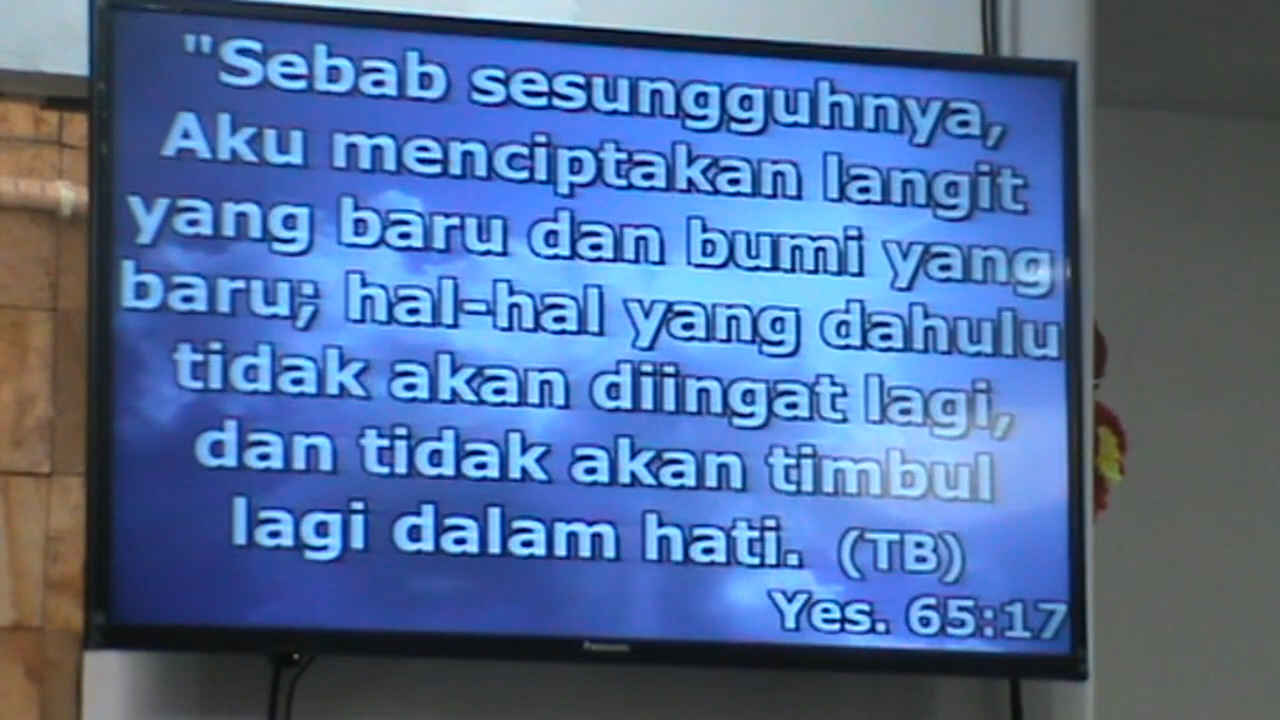 "Sebab sesungguhnya,
Aku menciptakan langit
yang baru dan bumi yang
baru; hal-hal yang dahulu
tidak akan diingat lagi,
dan tidak akan timbul
lagi dalam hati. (TB)
Yes. 65:17
Panasonic